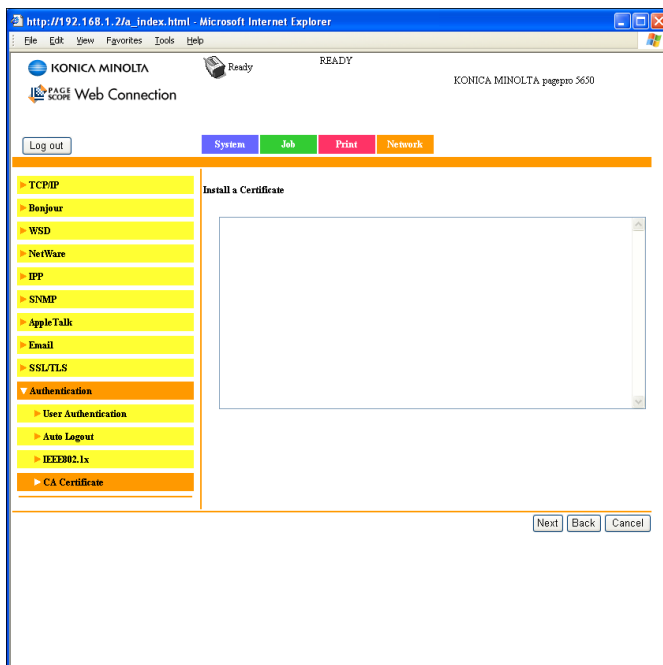 http://192.168.1.2/a_index.html - Microsoft Internet Explorer
File Edit View Favorites Tools Help
KONICA MINOLTA
Ready
READY
KONICA MINOLTA pagepro 5650
PAGE SCOPE Web Connection
Log out
System Job Print Network
TCP/IP
Install a Certificate
Bonjour
WSD
NetWare
IPP
SNMP
AppleTalk
Email
SSL/TLS
Authentication
User Authentication
Auto Logout
IEEE802.1x
CA Certificate
Next Back Cancel